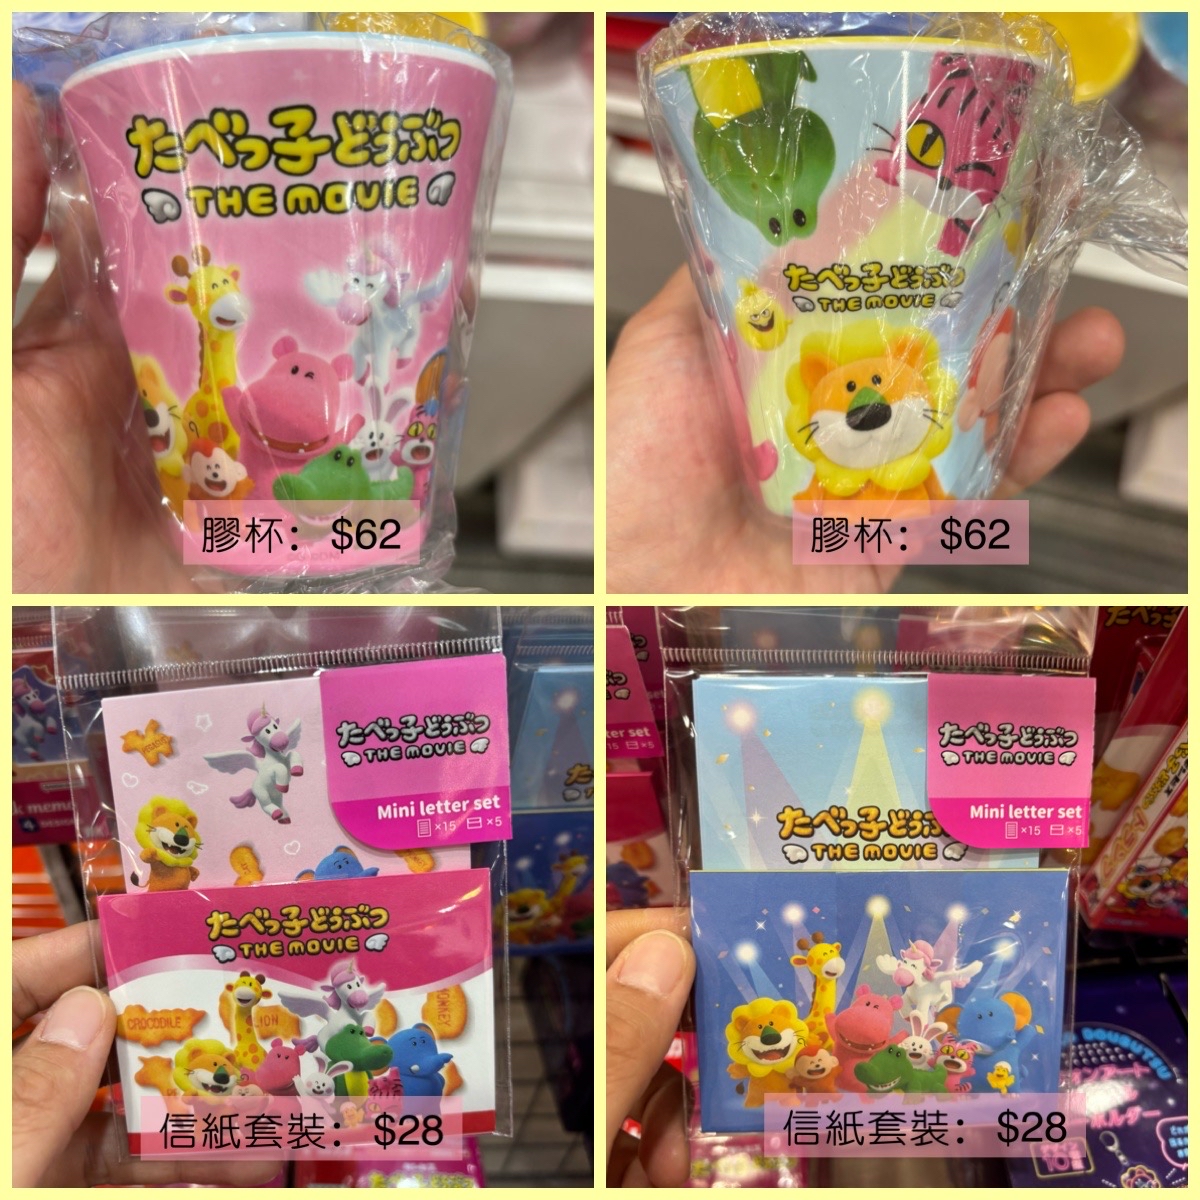 たべっ子どうぶつ
THE MOVIE
膠杯：$62
たべっ子どうぶつ
THE MOVIE
膠杯：$62
たべっ子どうぶつ
THE MOVIE
Mini letter set
×15 ×5
たべっ子どうぶつ
THE MOVIE
CROCODILE
LION
MONKEY
信紙套裝：$28
たべっ子どうぶつ
THE MOVIE
Mini letter set
×15 ×5
たべっ子どうぶ
THE MOVIE
tter set
15 ×5
信紙套裝：$28